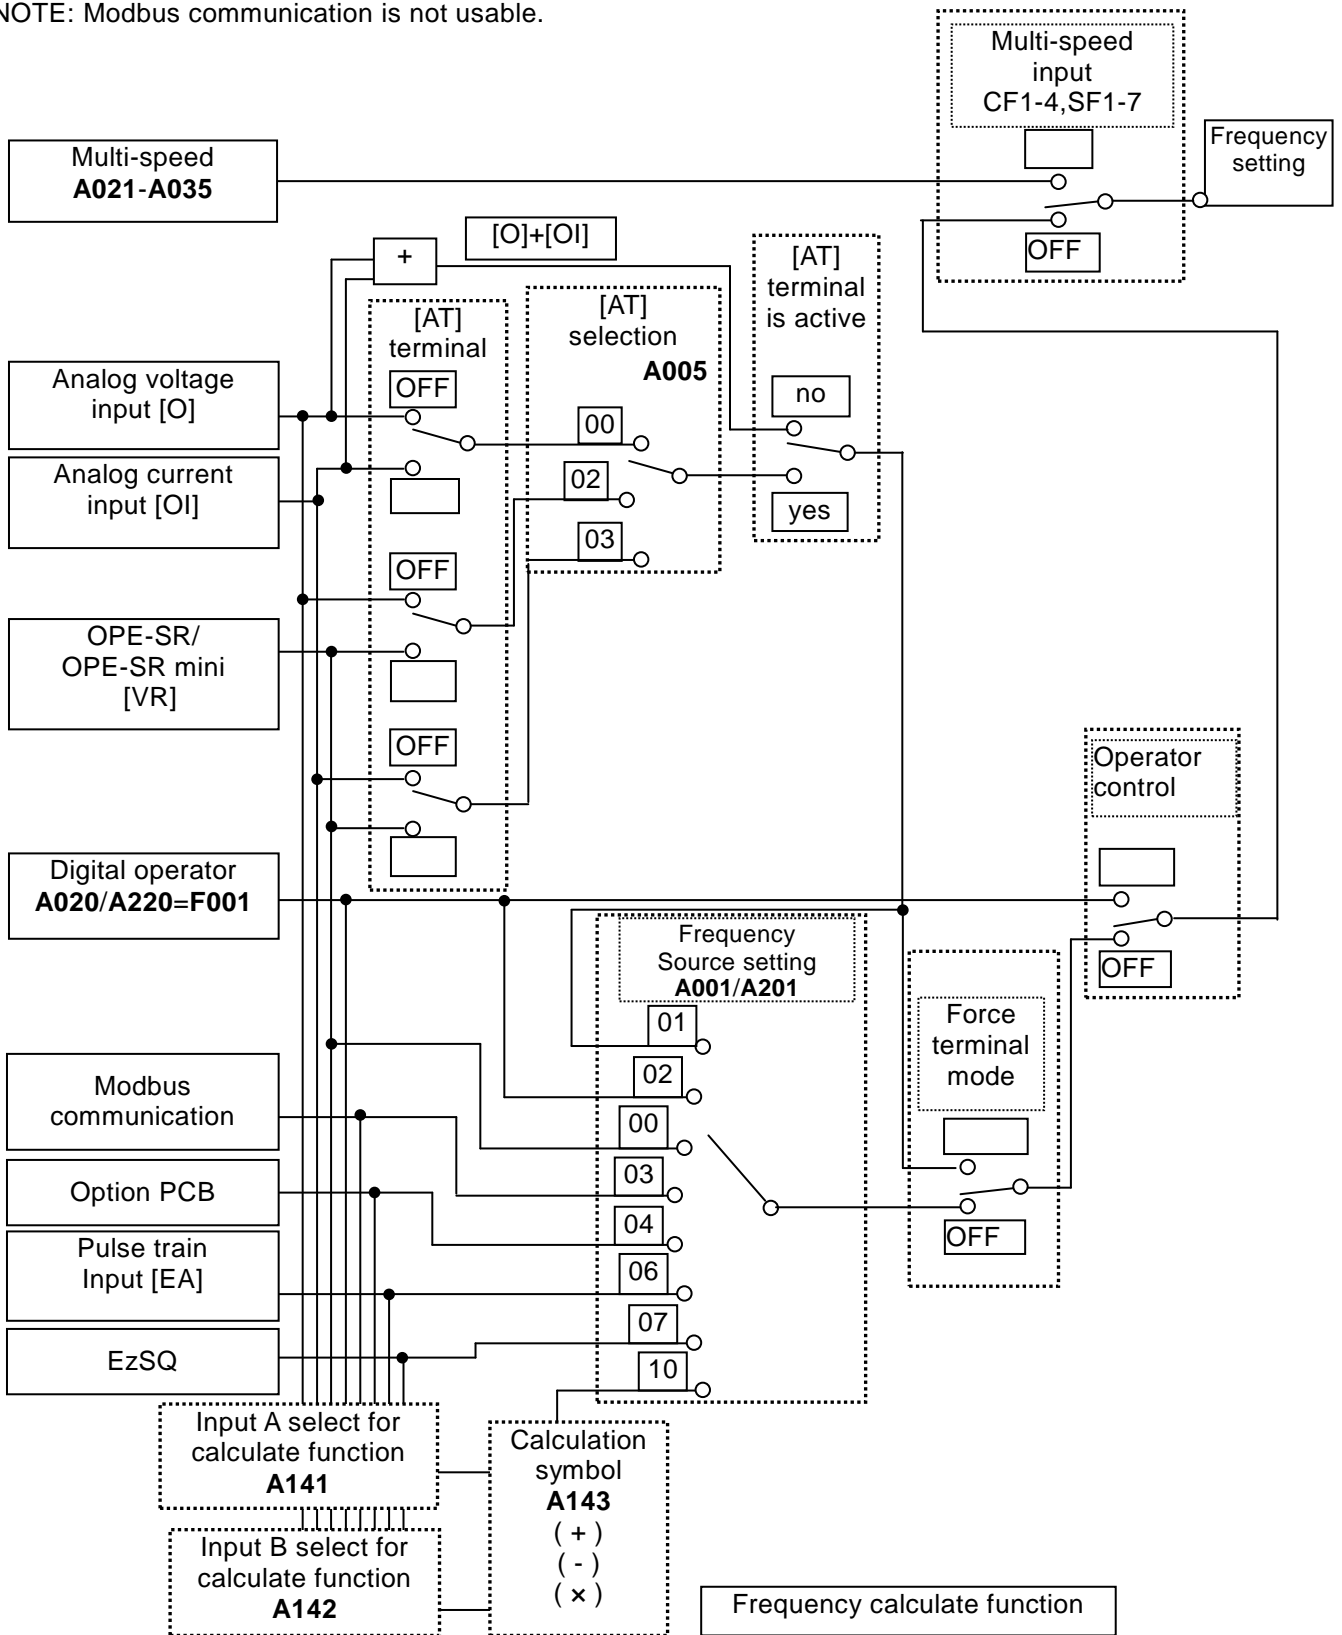 NOTE: Modbus communication is not usable.
Multi-speed
input
CF1-4,SF1-7
Frequency
setting
OFF
Multi-speed
A021-A035
+
[O]+[OI]
[AT]
terminal
is active
no
yes
[AT]
terminal
OFF
OFF
OFF
[AT]
selection
A005
00
02
03
Analog voltage
input [O]
Analog current
input [OI]
OPE-SR/
OPE-SR mini
[VR]
Digital operator
A020/A220=F001
Operator
control
OFF
Frequency
Source setting
A001/A201
01
02
00
03
04
06
07
10
Force
terminal
mode
OFF
Modbus
communication
Option PCB
Pulse train
Input [EA]
EzSQ
Input A select for
calculate function
A141
Input B select for
calculate function
A142
Calculation
symbol
A143
( + )
( - )
( × )
Frequency calculate function